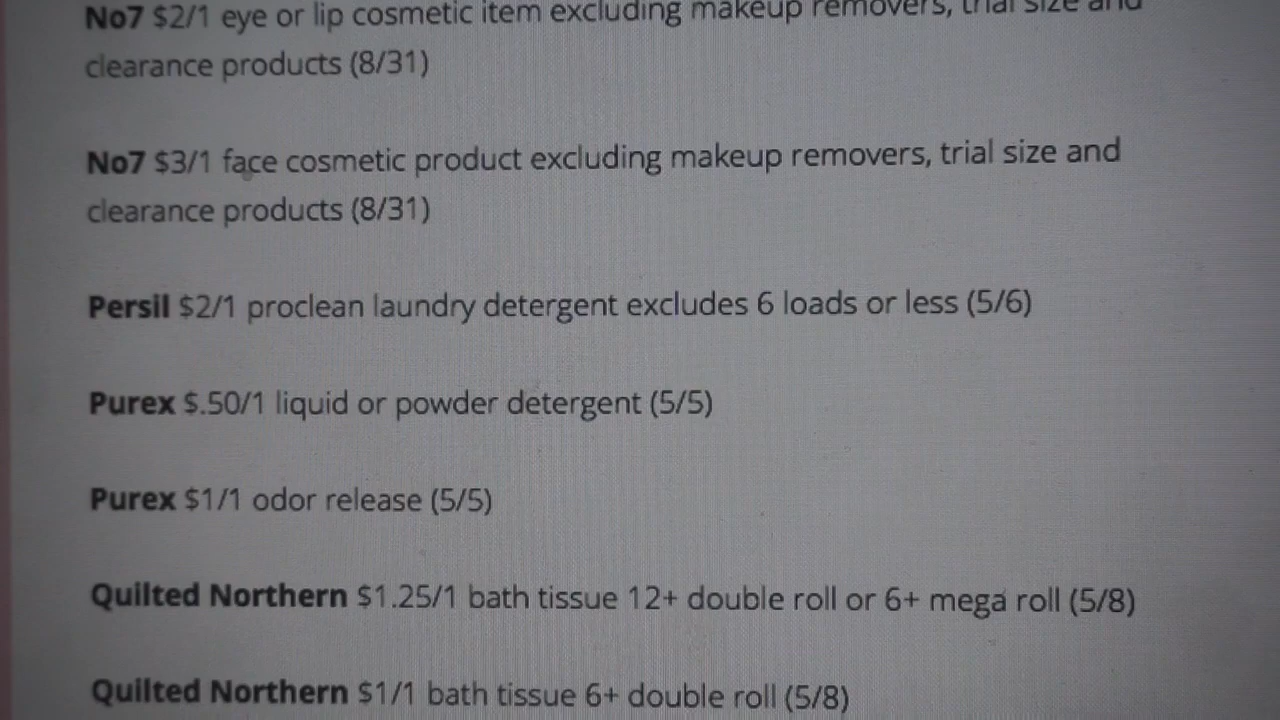 No7 $2/1 eye or lip cosmetic item excluding makeup removers, trial size and
clearance products (8/31)
No7 $3/1 face cosmetic product excluding makeup removers, trial size and
clearance products (8/31)
Persil $2/1 proclean laundry detergent excludes 6 loads or less (5/6)
Purex $.50/1 liquid or powder detergent (5/5)
Purex $1/1 odor release (5/5)
Quilted Northern $1.25/1 bath tissue 12+ double roll or 6+ mega roll (5/8)
Quilted Northern $1/1 bath tissue 6+ double roll (5/8)